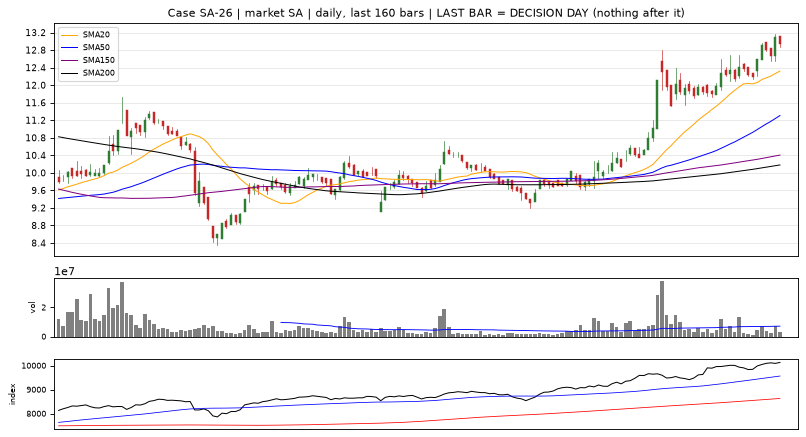 Case SA-26 | market SA | daily, last 160 bars | LAST BAR = DECISION DAY (nothing after it)
SMA20
SMA50
SMA150
SMA200
13.2
12.8
12.4
12.0
11.6
11.2
10.8
10.4
10.0
9.6
9.2
8.8
8.4
1e7
vol
2
0
index
10000
9000
8000